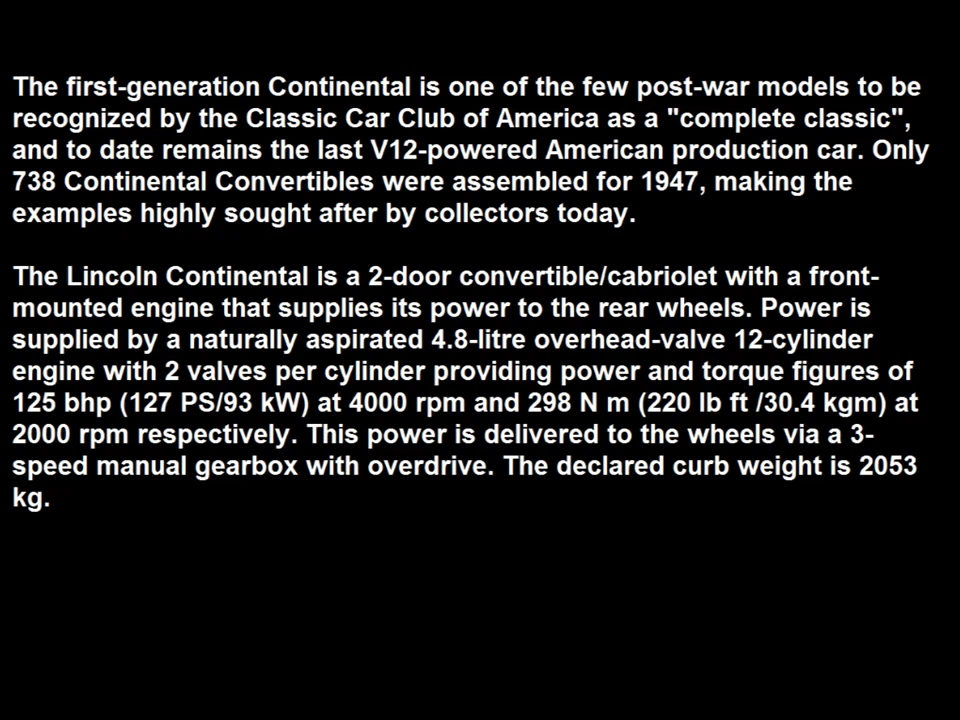 The first-generation Continental is one of the few post-war models to be
recognized by the Classic Car Club of America as a "complete classic",
and to date remains the last V12-powered American production car. Only
738 Continental Convertibles were assembled for 1947, making the
examples highly sought after by collectors today.
The Lincoln Continental is a 2-door convertible/cabriolet with a front-
mounted engine that supplies its power to the rear wheels. Power is
supplied by a naturally aspirated 4.8-litre overhead-valve 12-cylinder
engine with 2 valves per cylinder providing power and torque figures of
125 bhp (127 PS/93 kW) at 4000 rpm and 298 N m (220 lb ft /30.4 kgm) at
2000 rpm respectively. This power is delivered to the wheels via a 3-
speed manual gearbox with overdrive. The declared curb weight is 2053
kg.